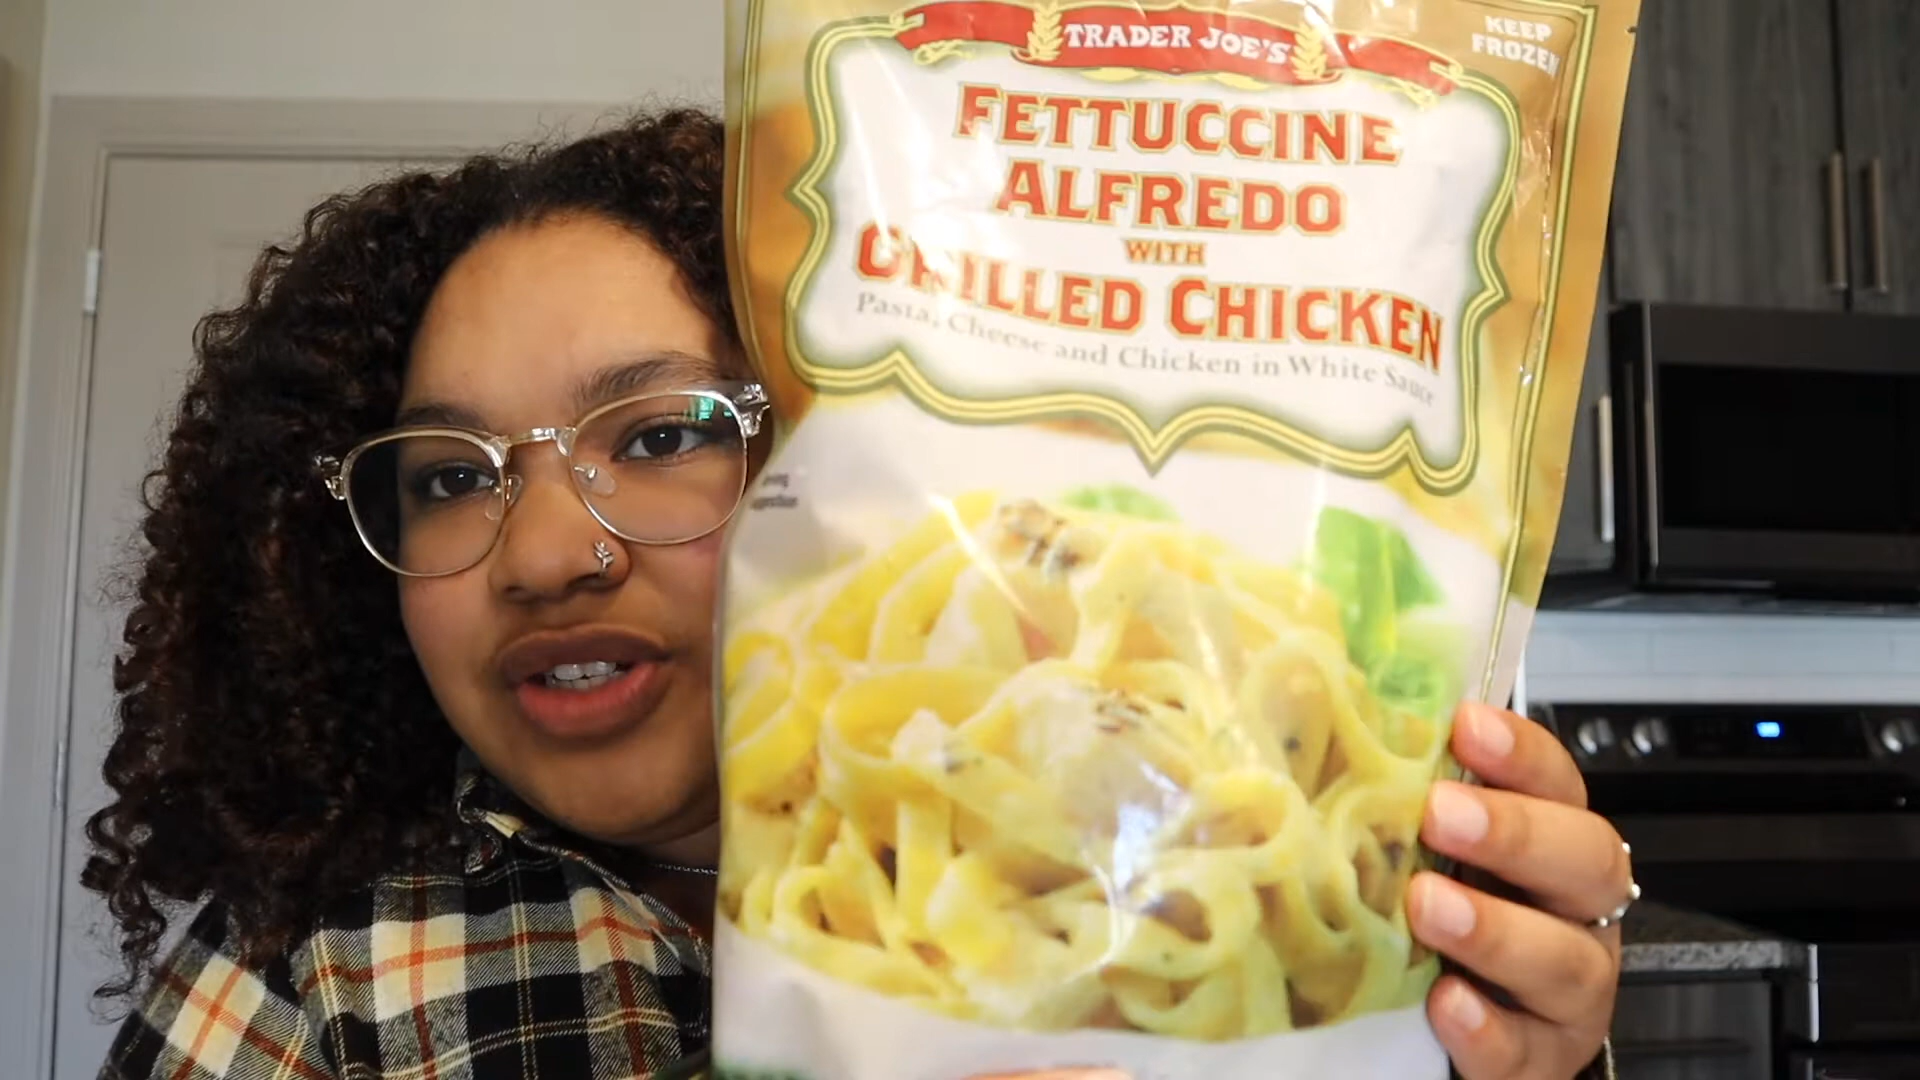 TRADER JOE'S
KEEP
FROZEN
FETTUCCINE
ALFREDO
WITH
GRILLED CHICKEN
Pasta, Cheese and Chicken in White Sauce